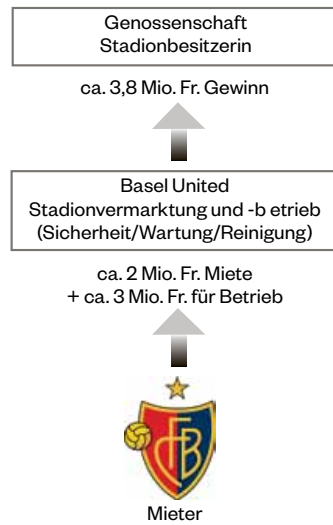 Genossenschaft
Stadionbesitzerin
ca. 3,8 Mio. Fr. Gewinn
Basel United
Stadionvermarktung und -b etrieb
(Sicherheit/Wartung/Reinigung)
ca. 2 Mio. Fr. Miete
+ ca. 3 Mio. Fr. für Betrieb
FCB
Mieter